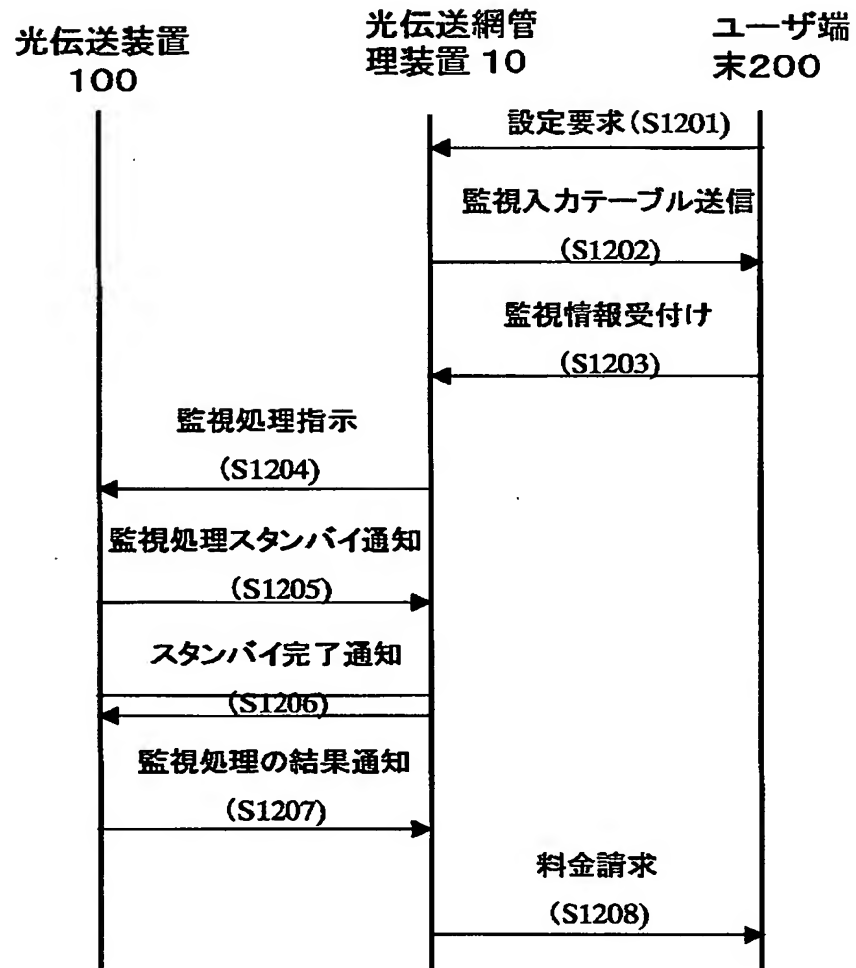 光伝送装置
100
光伝送網管
理装置 10
ユーザ端
末200
設定要求(S1201)
監視入力テーブル送信
(S1202)
監視情報受付け
(S1203)
監視処理指示
(S1204)
監視処理スタンバイ通知
(S1205)
スタンバイ完了通知
(S1206)
監視処理の結果通知
(S1207)
料金請求
(S1208)